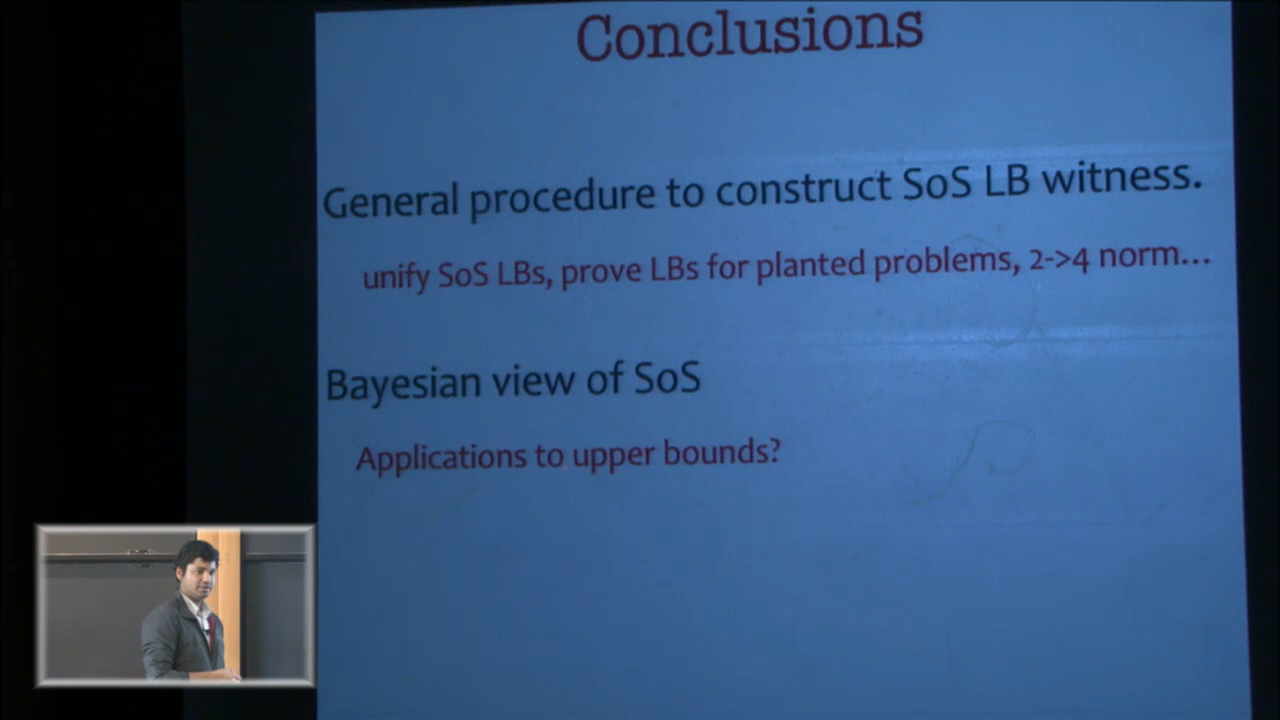 Conclusions
General procedure to construct SoS LB witness.
unify SoS LBs, prove LBs for planted problems, 2->4 norm...
Bayesian view of SoS
Applications to upper bounds?